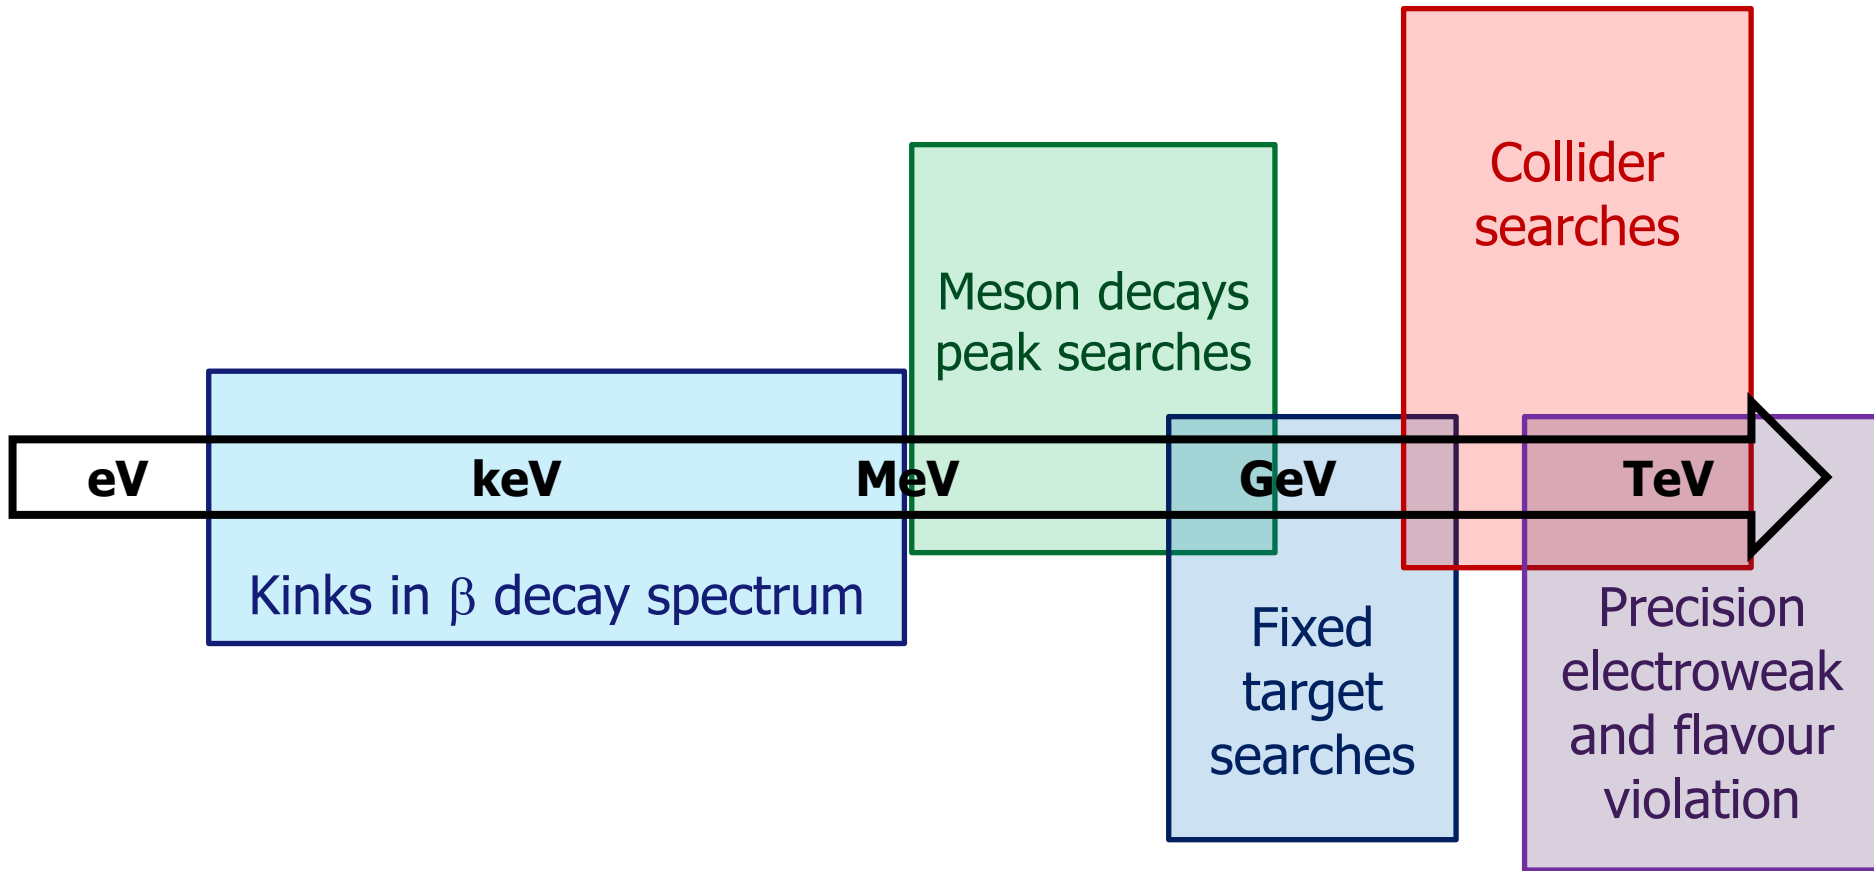 Collider
searches
Meson decays
peak searches
eV
keV
MeV
GeV
TeV
Kinks in β decay spectrum
Fixed
target
searches
Precision
electroweak
and flavour
violation